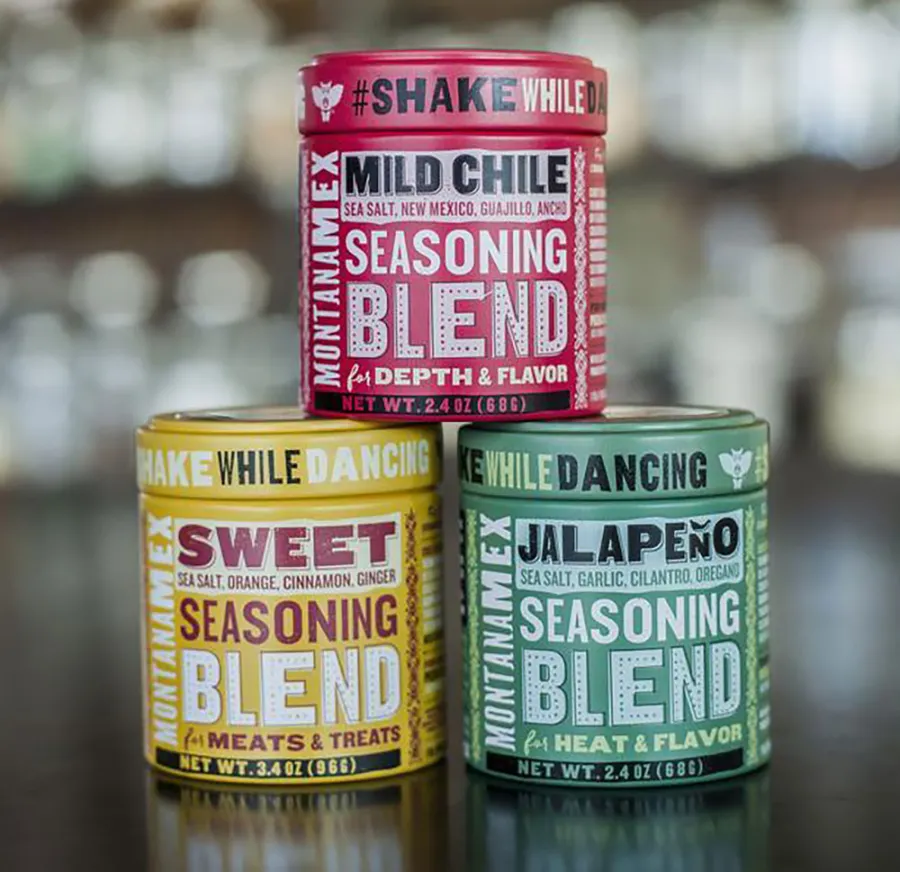 #SHAKE WHILE DA
MONTANAMEX
MILD CHILE
SEA SALT, NEW MEXICO, GUAJILLO, ANCHO
SEASONING
BLEND
for DEPTH & FLAVOR
NET WT. 2.4 OZ (68G)
HAKE WHILE DANCING
MONTANAMEX
SWEET
SEA SALT, ORANGE, CINNAMON, GINGER
SEASONING
BLEND
for MEATS & TREATS
NET WT. 3.4 OZ (96G)
KE WHILE DANCING #S
MONTANAMEX
JALAPEÑO
SEA SALT, GARLIC, CILANTRO, OREGANO
SEASONING
BLEND
for HEAT & FLAVOR
NET WT. 2.4 OZ (68G)